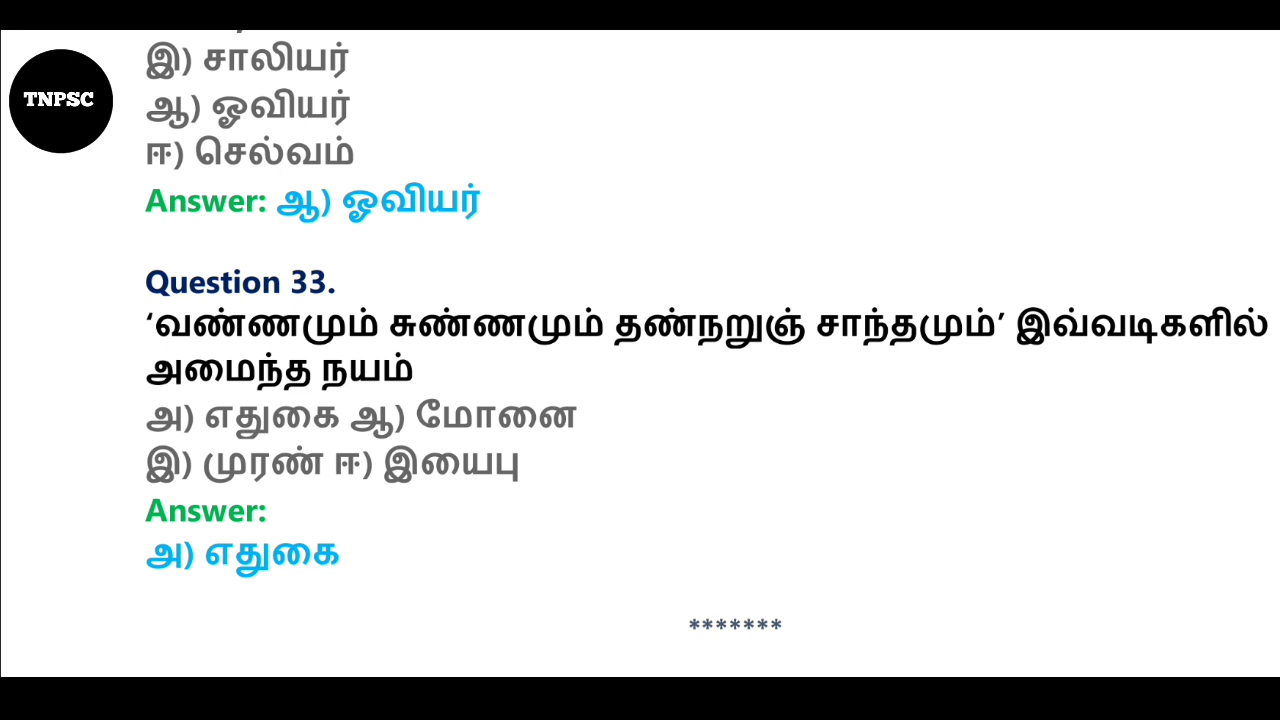 இ) சாலியர்
TNPSC
ஆ) ஓவியர்
ஈ) செல்வம்
Answer: ஆ) ஓவியர்
Question 33.
‘வண்ணமும் சுண்ணமும் தண்நறுஞ் சாந்தமும்’ இவ்வடிகளில்
அமைந்த நயம்
அ) எதுகை ஆ) மோனை
இ) முரண் ஈ) இயைபு
Answer:
அ) எதுகை
*******